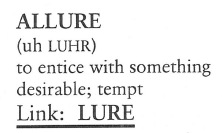 ALLURE
(uh LUHR)
to entice with something
desirable; tempt
Link: LURE